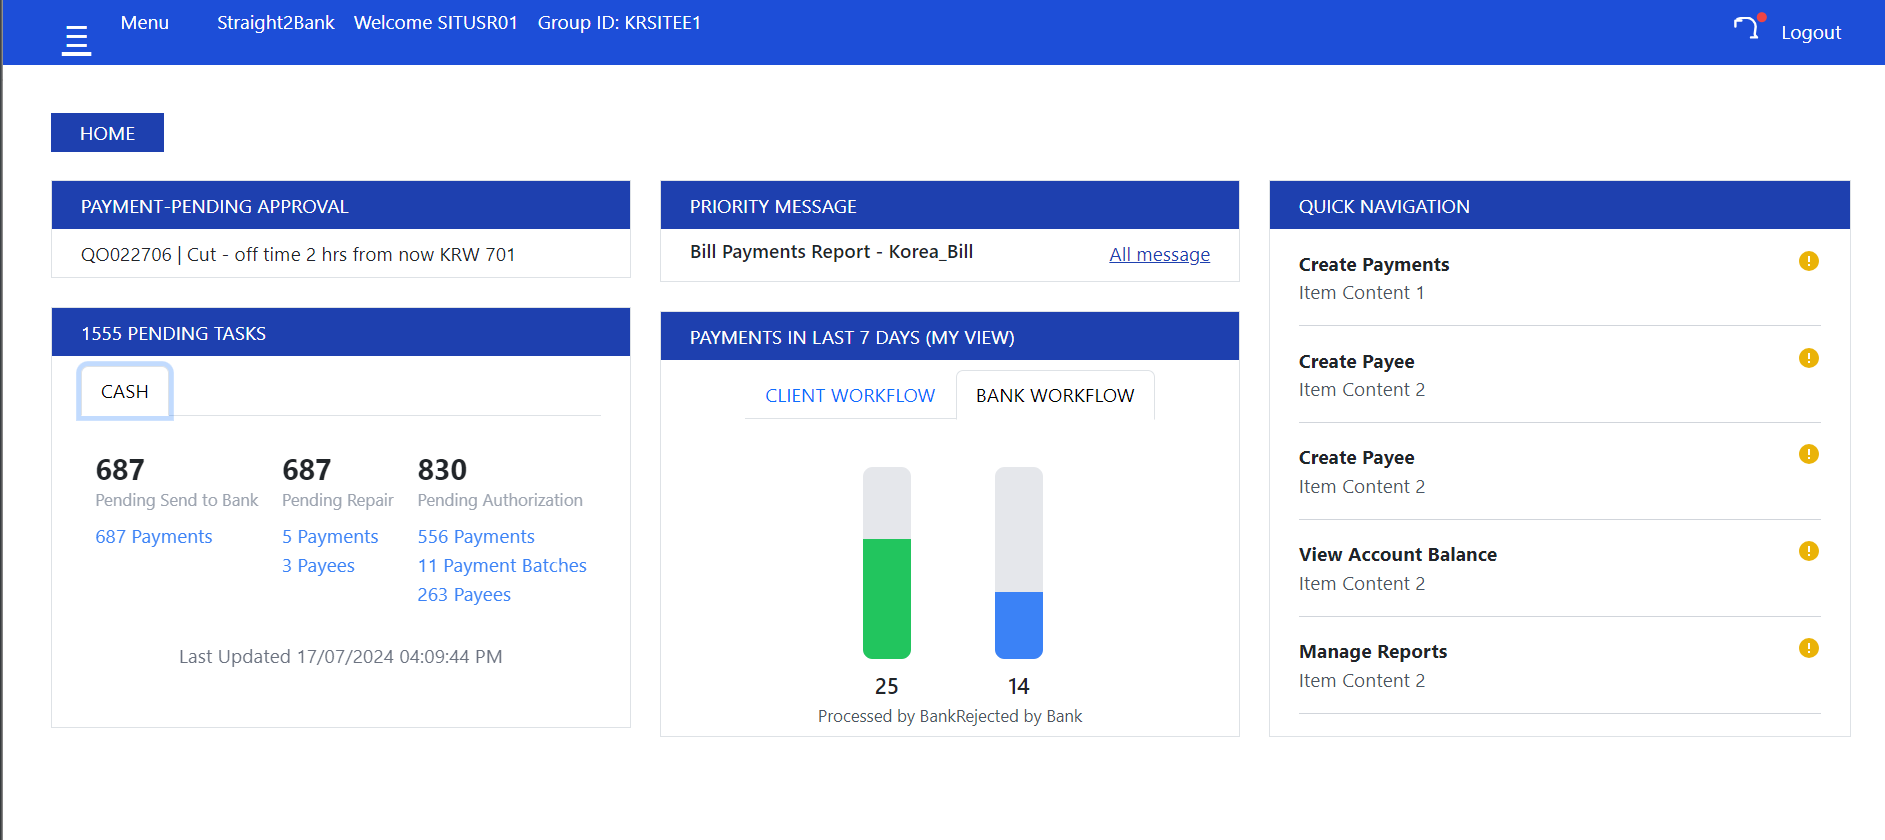 Menu Straight2Bank Welcome SITUSR01 Group ID: KRSITEE1 Logout
HOME
PAYMENT-PENDING APPROVAL
QO022706 | Cut - off time 2 hrs from now KRW 701
1555 PENDING TASKS
CASH
687 687 830
Pending Send to Bank Pending Repair Pending Authorization
687 Payments 5 Payments 556 Payments
3 Payees 11 Payment Batches
263 Payees
Last Updated 17/07/2024 04:09:44 PM
PRIORITY MESSAGE
Bill Payments Report - Korea_Bill All message
PAYMENTS IN LAST 7 DAYS (MY VIEW)
CLIENT WORKFLOW BANK WORKFLOW
25 14
Processed by BankRejected by Bank
QUICK NAVIGATION
Create Payments
Item Content 1
Create Payee
Item Content 2
Create Payee
Item Content 2
View Account Balance
Item Content 2
Manage Reports
Item Content 2